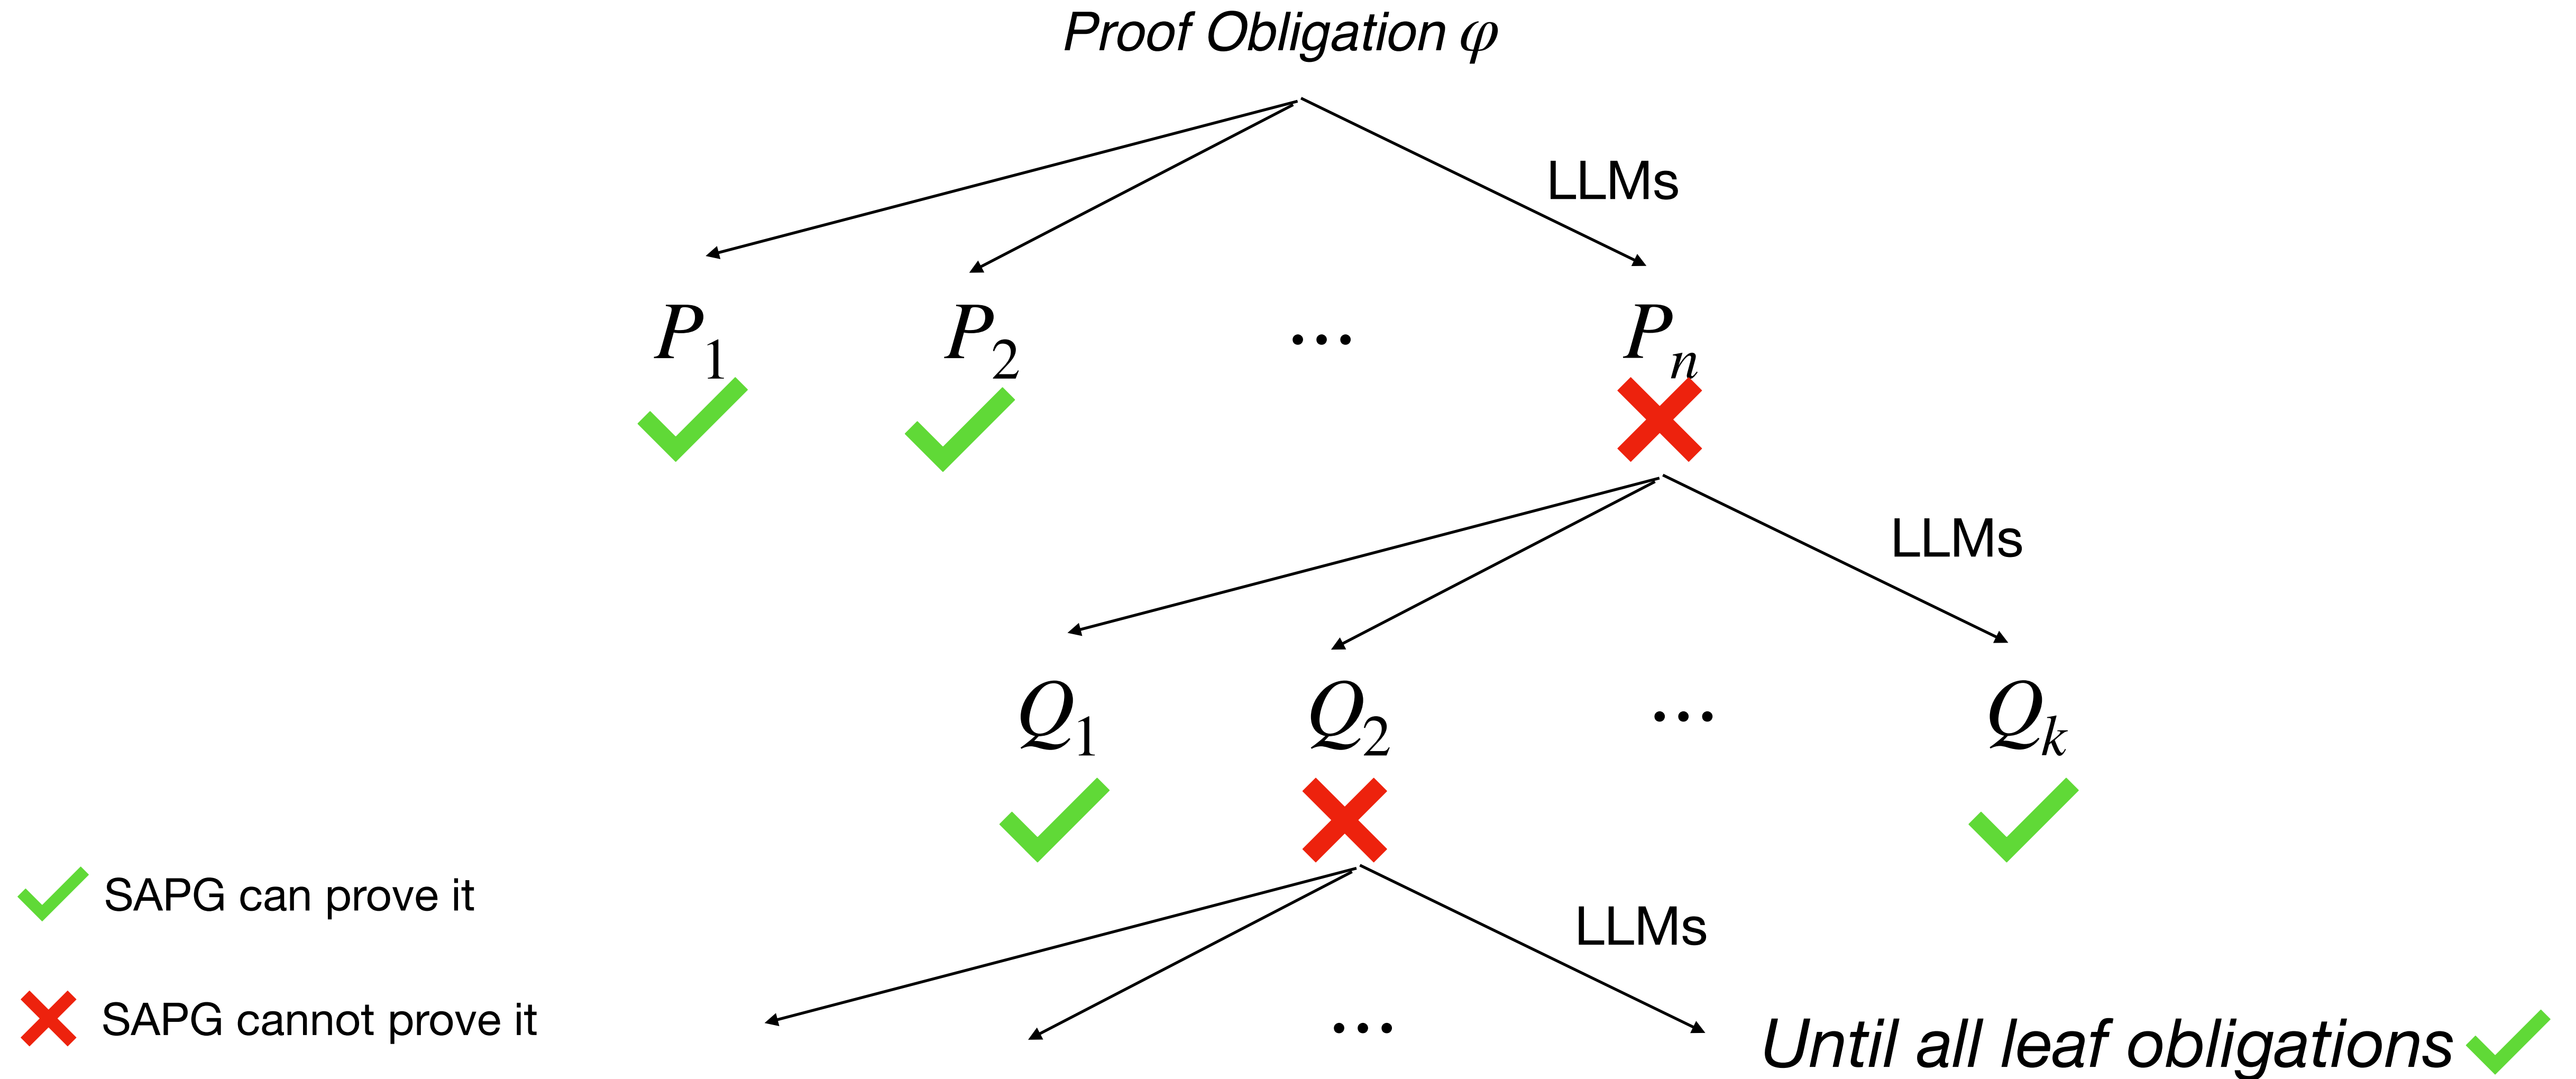 Proof Obligation φ
LLMs
P1 P2 ... Pn
LLMs
Q1 Q2 ... Qk
SAPG can prove it
LLMs
SAPG cannot prove it
...
Until all leaf obligations